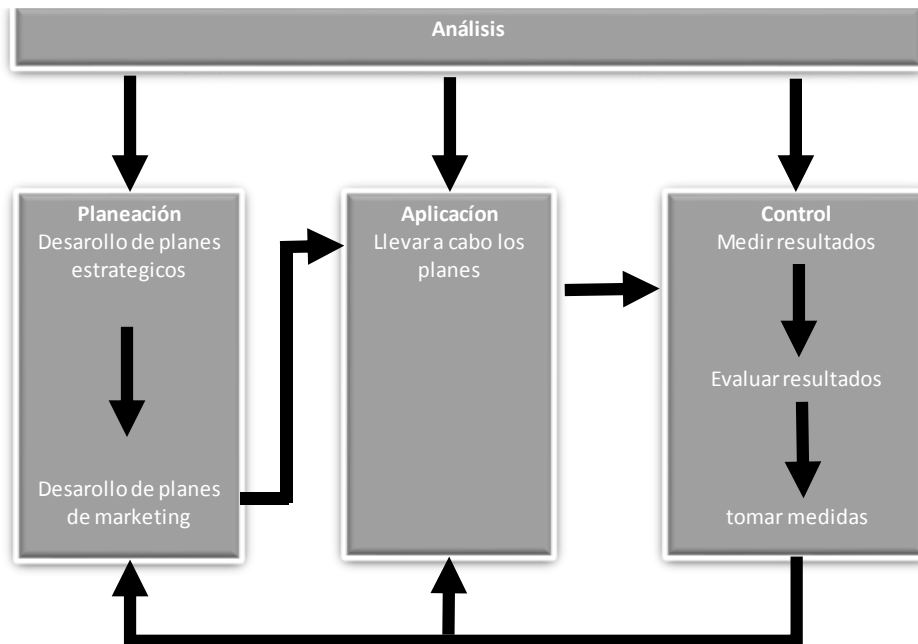 Análisis
Planeación
Desarollo de planes
estrategicos
Desarollo de planes
de marketing
Aplicacíon
Llevar a cabo los
planes
Control
Medir resultados
Evaluar resultados
tomar medidas